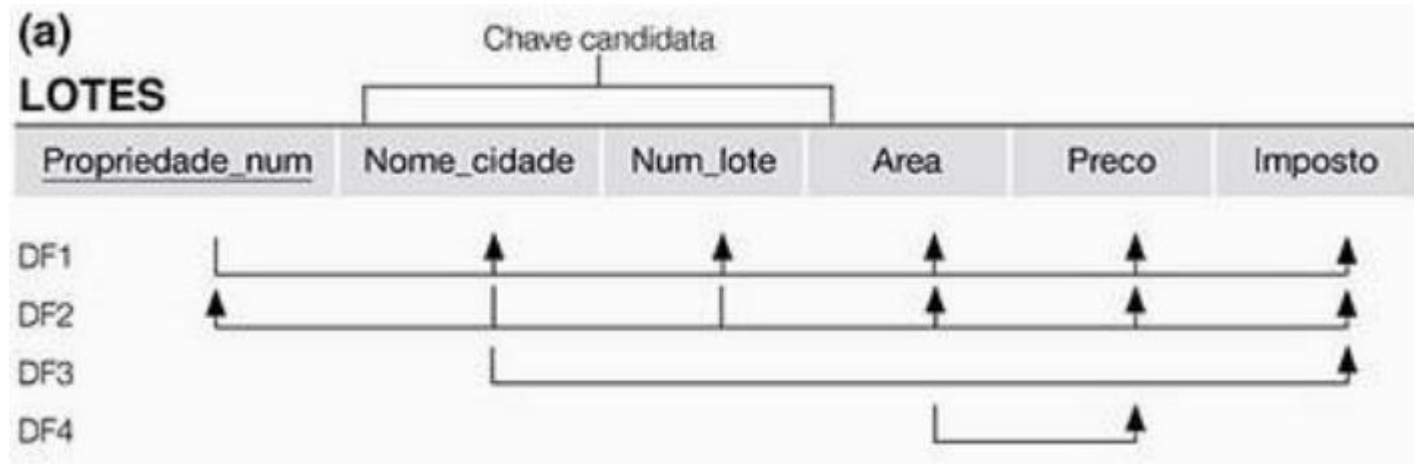 (a)
Chave candidata
LOTES
Propriedade_num Nome_cidade Num_lote Area Preco Imposto
DF1
DF2
DF3
DF4